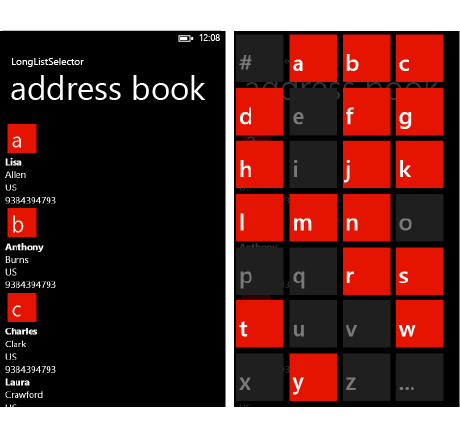 12:08
LongListSelector
address book
a
Lisa
Allen
US
9384394793
b
Anthony
Burns
US
9384394793
c
Charles
Clark
US
9384394793
Laura
Crawford
US
# a b c
d e f g
h i j k
l m n o
p q r s
t u v w
x y z ...